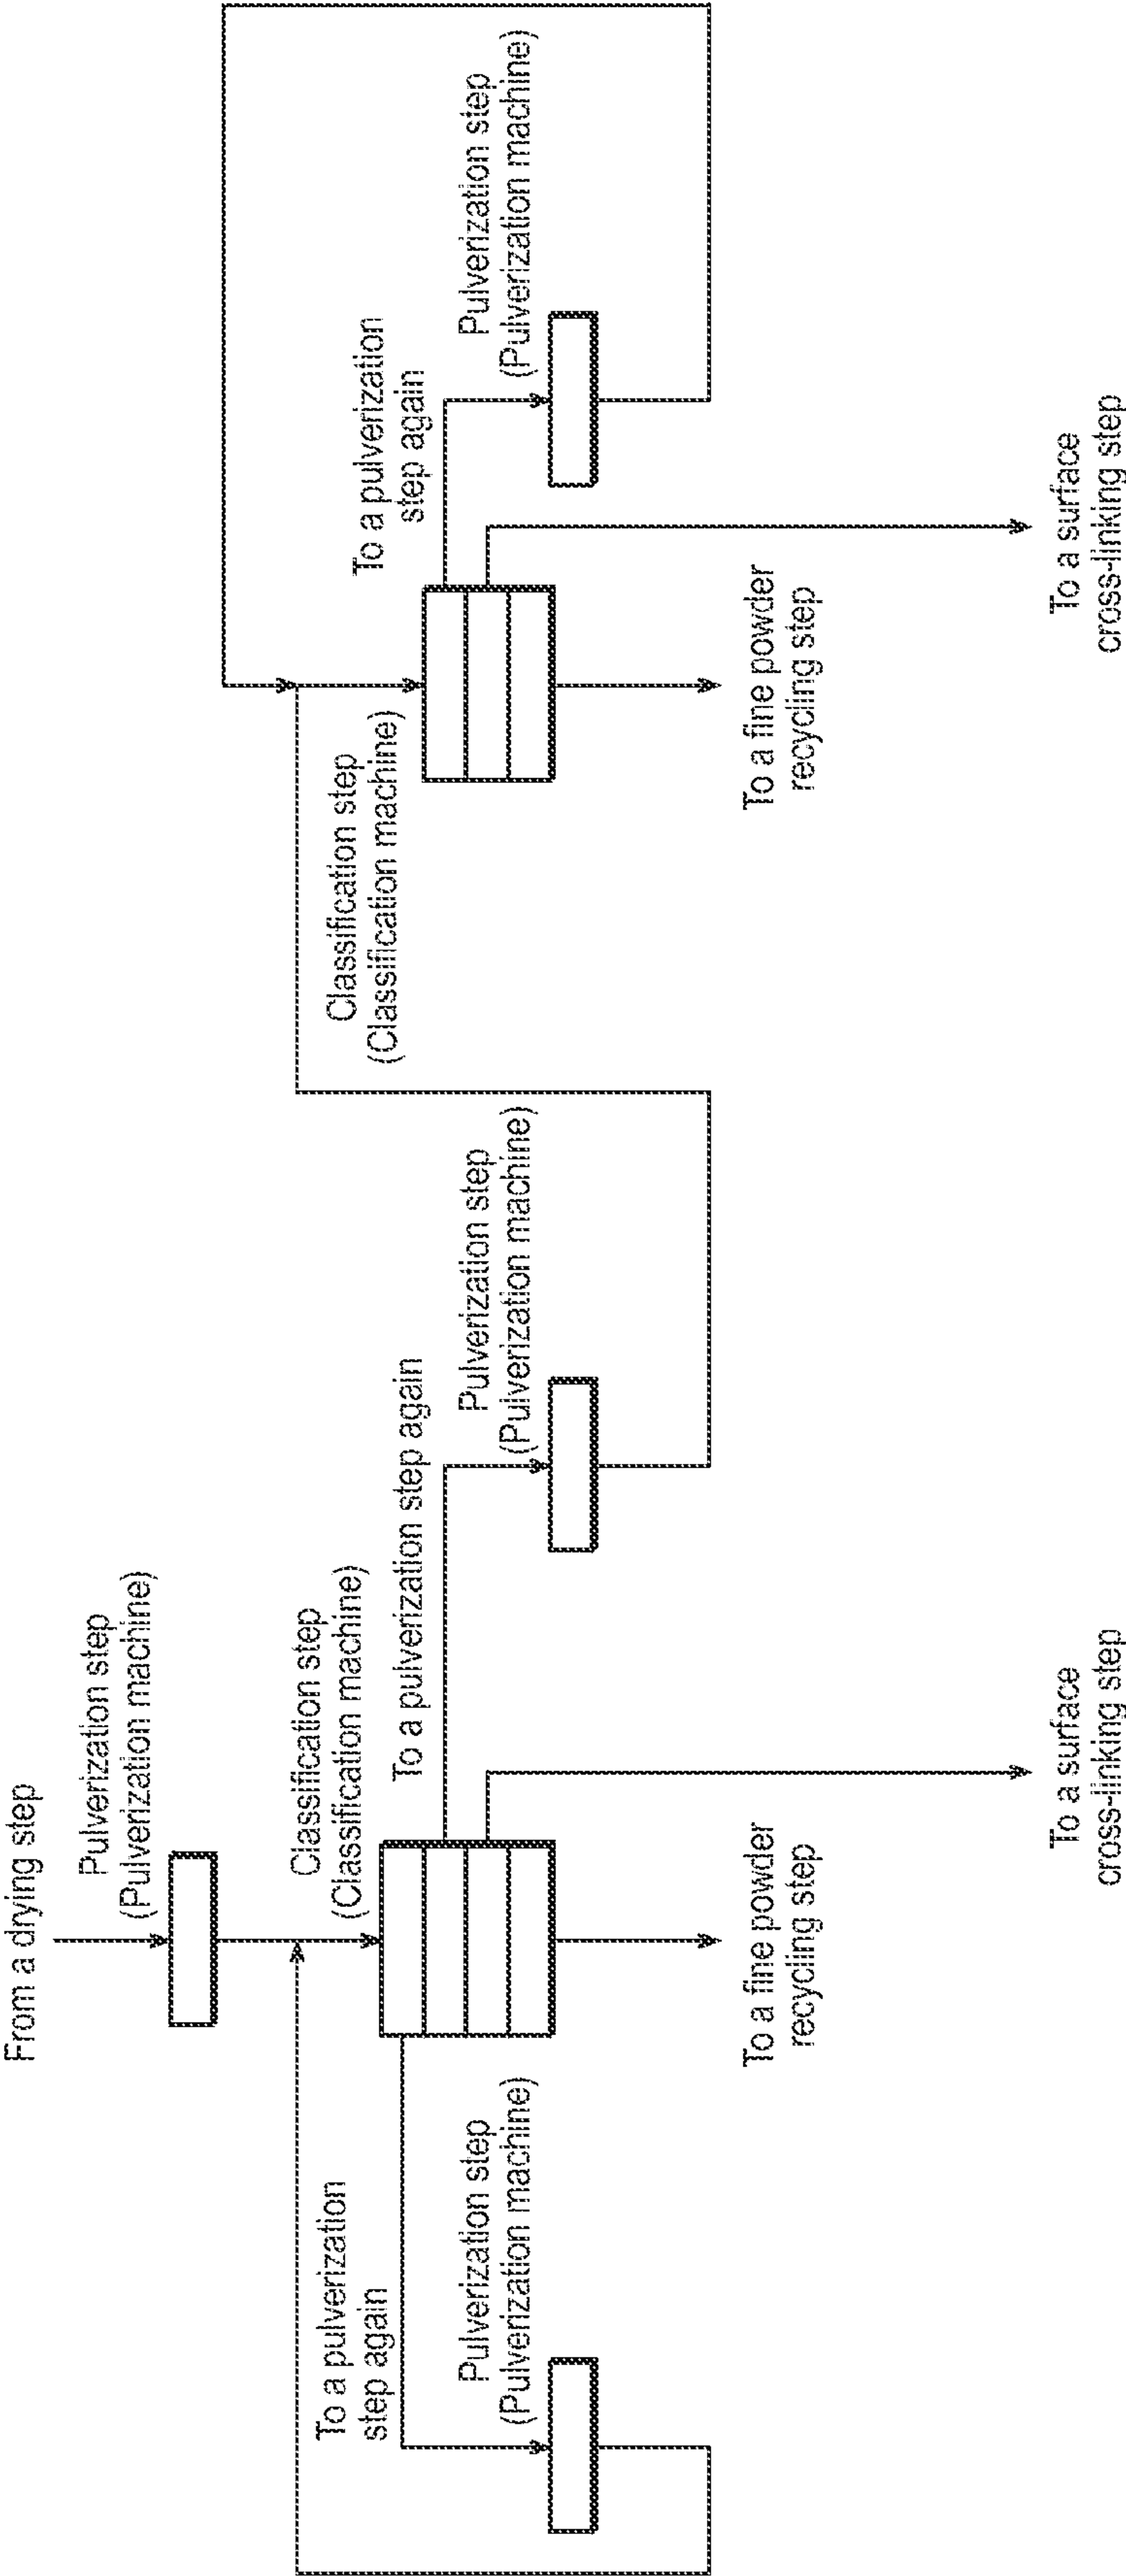 From a drying step
Pulverization step
(Pulverization machine)
Classification step
(Classification machine)
To a pulverization
step again
Pulverization step
(Pulverization machine)
To a pulverization step again
Pulverization step
(Pulverization machine)
To a fine powder
recycling step
To a surface
cross-linking step
Classification step
(Classification machine)
To a pulverization
step again
Pulverization step
(Pulverization machine)
To a fine powder
recycling step
To a surface
cross-linking step